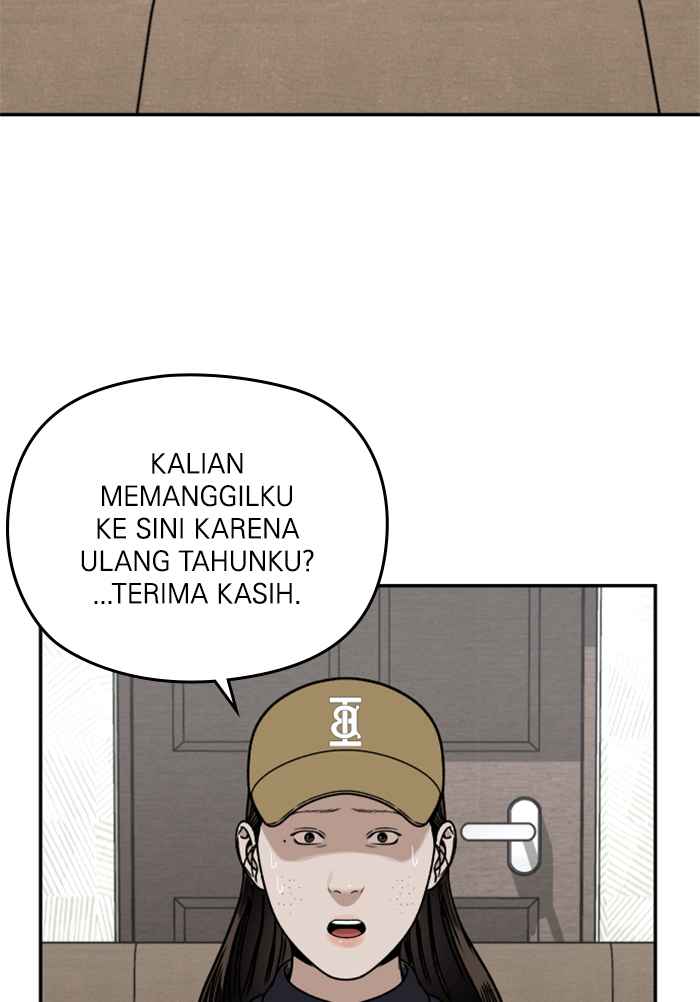 KALIAN
MEMANGGILKU
KE SINI KARENA
ULANG TAHUNKU?
...TERIMA KASIH.